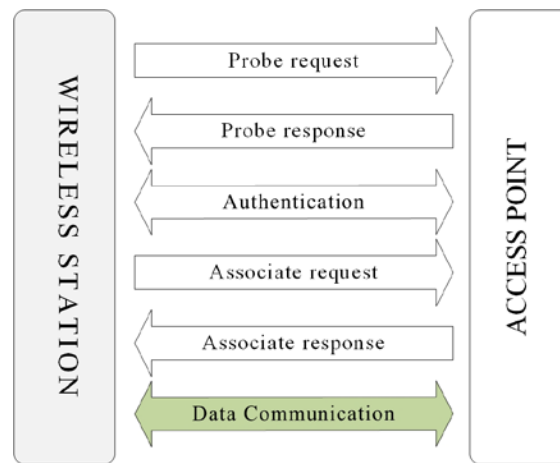 WIRELESS STATION
Probe request
Probe response
Authentication
Associate request
Associate response
Data Communication
ACCESS POINT